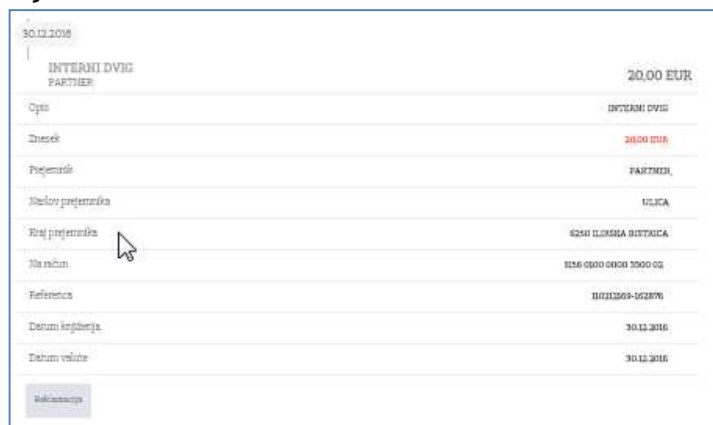 30.12.2016
INTERNI DVIG
PARTNER
20,00 EUR
Opis INTERNI DVIG
Znesek 20,00 EUR
Prejemnik PARTNER,
Naslov prejemnika ULICA
Kraj prejemnika 6250 ILIRSKA BISTRICA
Na račun
Referenca
Datum knjiženja 30.12.2016
Datum valute 30.12.2016
Reklamacija